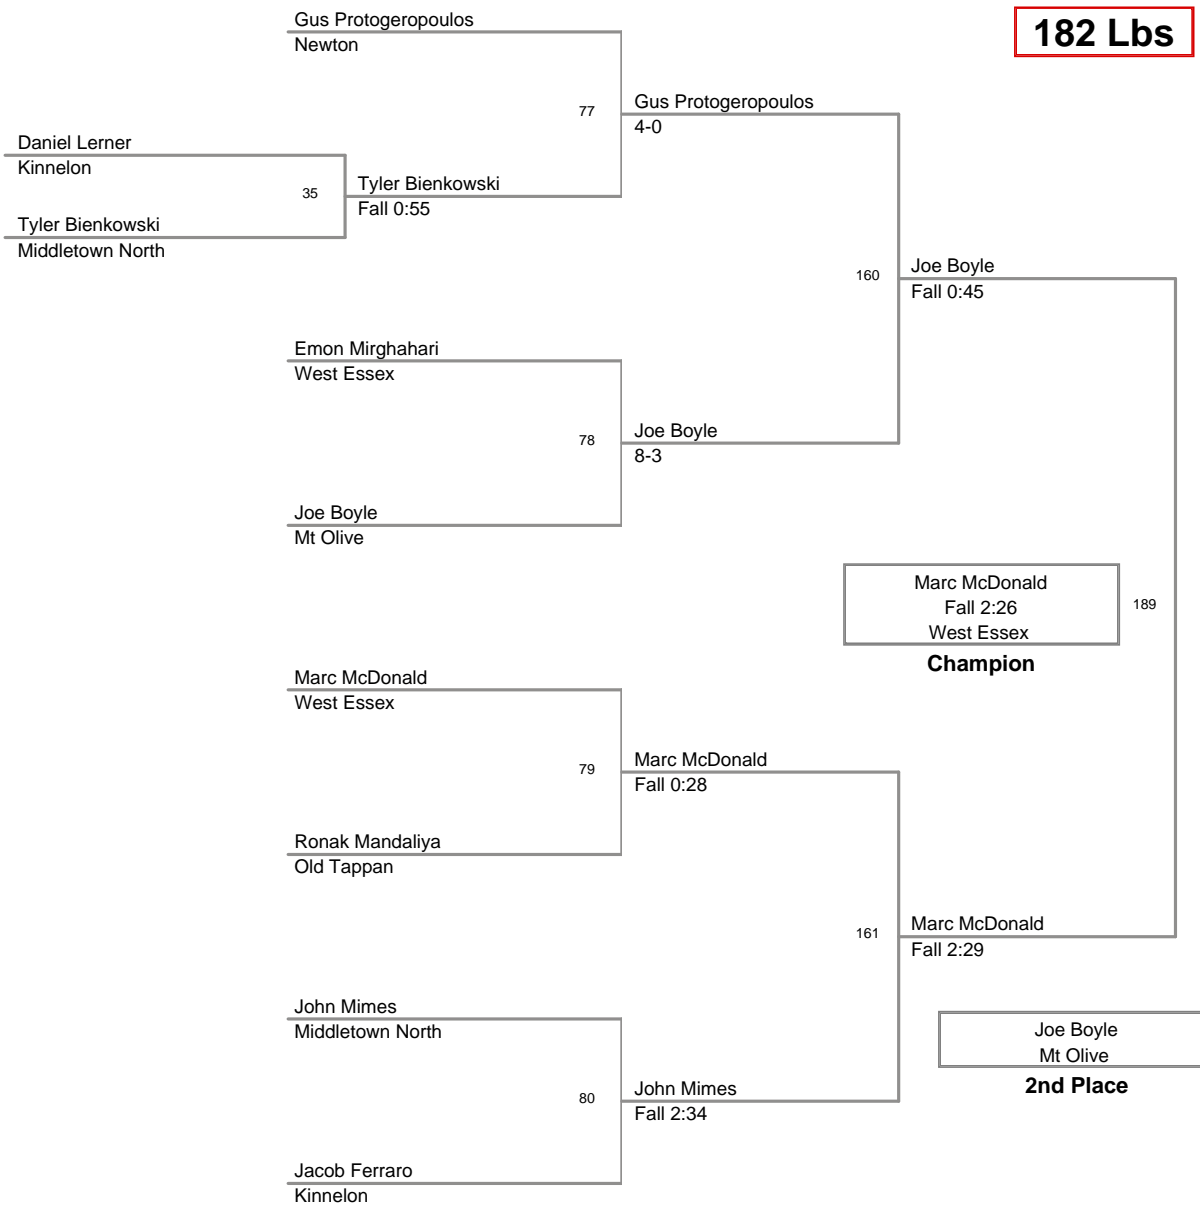 Gus Protogeropoulos
Newton
182 Lbs
77
Gus Protogeropoulos
4-0
Daniel Lerner
Kinnelon
35
Tyler Bienkowski
Fall 0:55
Tyler Bienkowski
Middletown North
160
Joe Boyle
Fall 0:45
Emon Mirghahari
West Essex
78
Joe Boyle
8-3
Joe Boyle
Mt Olive
Marc McDonald
Fall 2:26
West Essex
Champion
189
Marc McDonald
West Essex
79
Marc McDonald
Fall 0:28
Ronak Mandaliya
Old Tappan
161
Marc McDonald
Fall 2:29
John Mimes
Middletown North
Joe Boyle
Mt Olive
2nd Place
80
John Mimes
Fall 2:34
Jacob Ferraro
Kinnelon